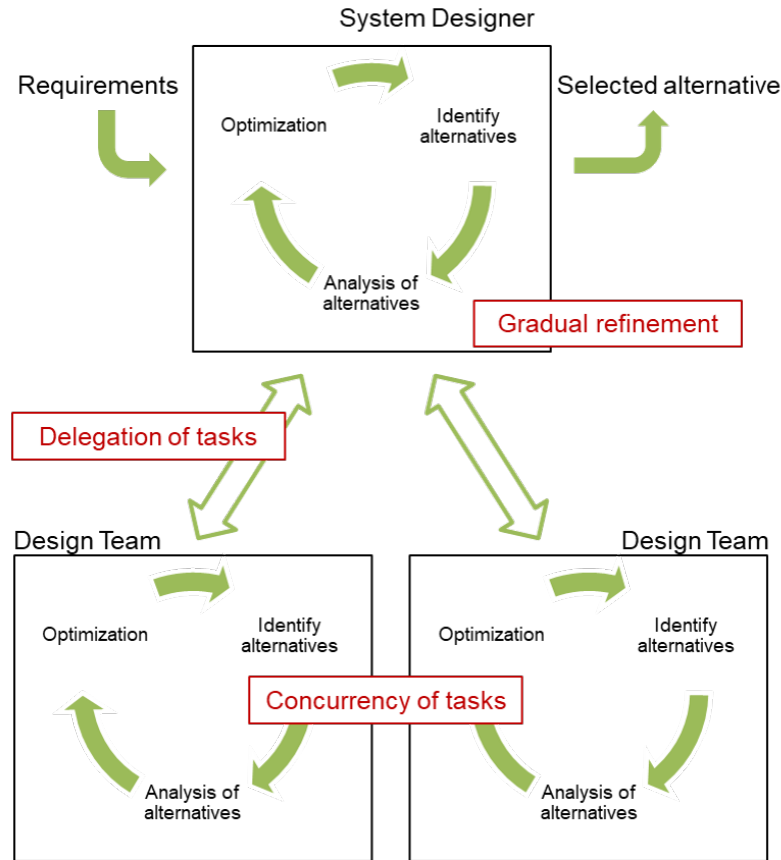 System Designer
Requirements
Selected alternative
Optimization
Identify
alternatives
Analysis of
alternatives
Gradual refinement
Delegation of tasks
Design Team
Design Team
Optimization
Identify
alternatives
Optimization
Identify
alternatives
Concurrency of tasks
Analysis of
alternatives
Analysis of
alternatives